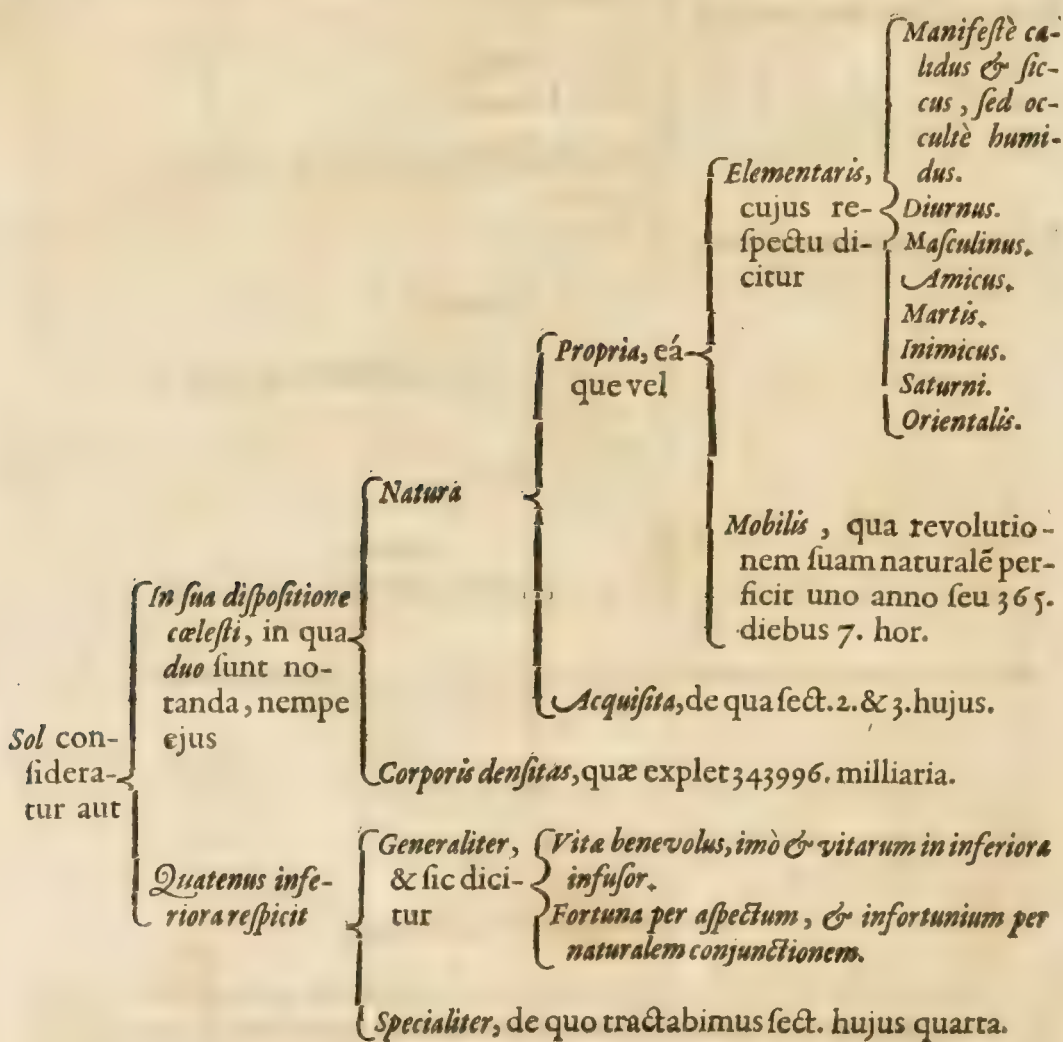 Sol con-
sidera-
tur aut
In sua dispositione
cœlesti, in qua
duo sunt no-
tanda, nempe
ejus
Natura
Propria, eá-
que vel
Elementaris,
cujus re-
spectu di-
citur
Manifestè ca-
lidus & sic-
cus, sed oc-
cultè humi-
dus.
Diurnus.
Masculinus.
Amicus.
Martis.
Inimicus.
Saturni.
Orientalis.
Mobilis, qua revolutio-
nem suam naturalẽ per-
ficit uno anno seu 365.
diebus 7. hor.
Acquisita, de qua sect. 2. & 3. hujus.
Corporis densitas, quæ explet 343996. milliaria.
Quatenus infe-
riora respicit
Generaliter,
& sic dici-
tur
Vitæ benevolus, imò & vitarum in inferiora
infusor.
Fortuna per aspectum, & infortunium per
naturalem conjunctionem.
Specialiter, de quo tractabimus sect. hujus quarta.